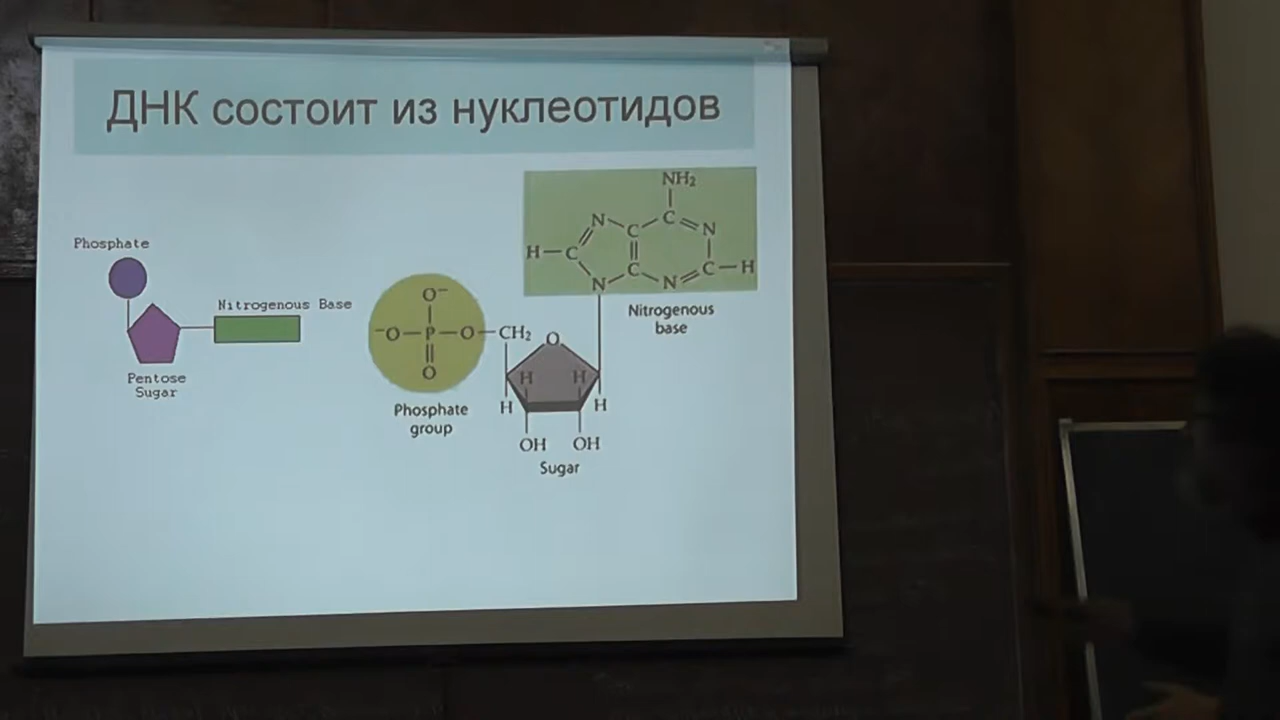 ДНК состоит из нуклеотидов
Phosphate
Nitrogenous Base
Pentose
Sugar
NH₂
N C C N
H—C
N C N C—H
Nitrogenous
base
O⁻
⁻O—P—O—CH₂ O
O
H H
H H
Phosphate
group
OH OH
Sugar